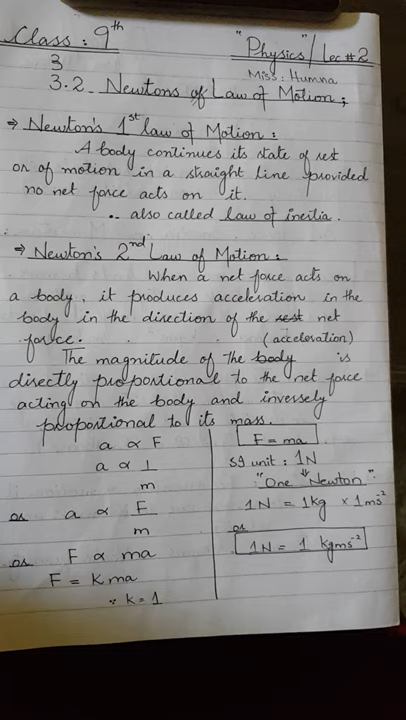 Class : 9th
"Physics" / Lec # 2
3
Miss : Humna
3.2 - Newtons of Law of Motion ;
⇒ Newton's 1st law of Motion :
A body continues its state of rest
or of motion in a straight line provided
no net force acts on it.
∴ also called law of inertia.
⇒ Newton's 2nd Law of Motion :
When a net force acts on
a body, it produces acceleration in the
body in the direction of the rest net
force. (acceleration)
The magnitude of the body is
directly proportional to the net force
acting on the body and inversely
proportional to its mass.
a ∝ F
a ∝ 1
m
or a ∝ F
m
or F ∝ ma
F = K ma
∵ k = 1
F = ma
SI unit : 1N
⇓
"One Newton"
1N = 1kg × 1ms⁻²
or
1N = 1 kgms⁻²